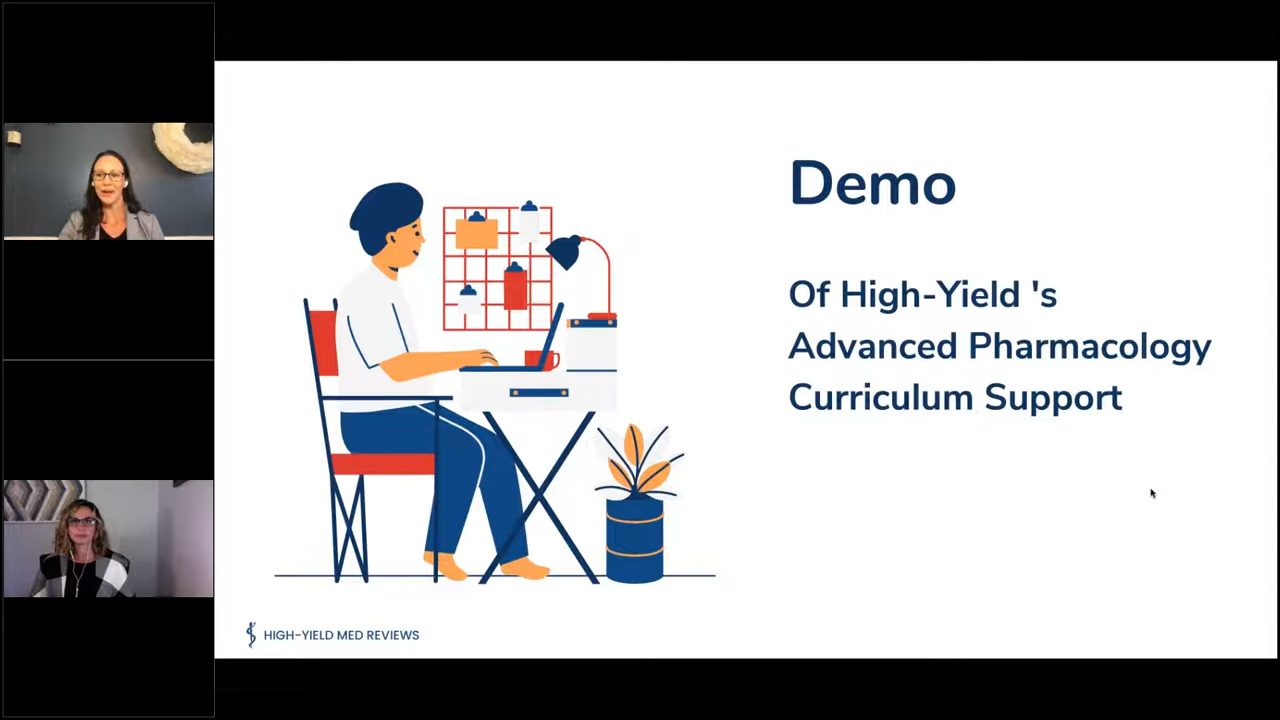 Demo
Of High-Yield 's
Advanced Pharmacology
Curriculum Support
HIGH-YIELD MED REVIEWS